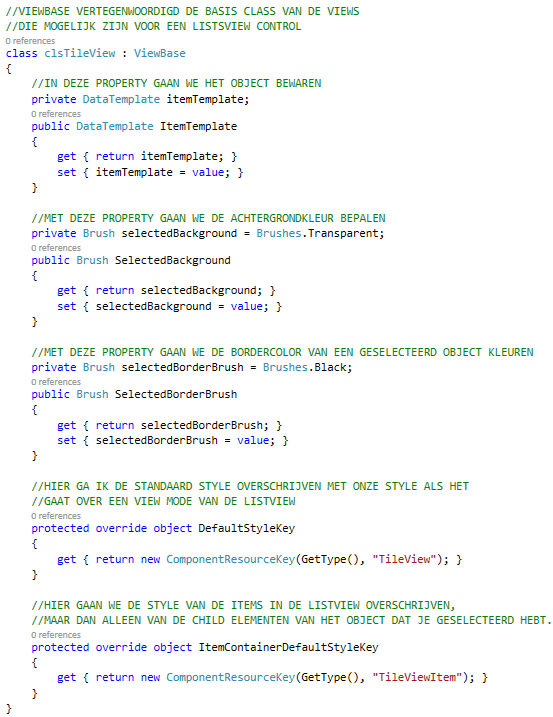 //VIEWBASE VERTEGENWOORDIGD DE BASIS CLASS VAN DE VIEWS
//DIE MOGELIJK ZIJN VOOR EEN LISTSVIEW CONTROL
0 references
class clsTileView : ViewBase
{
//IN DEZE PROPERTY GAAN WE HET OBJECT BEWAREN
private DataTemplate itemTemplate;
0 references
public DataTemplate ItemTemplate
{
get { return itemTemplate; }
set { itemTemplate = value; }
}
//MET DEZE PROPERTY GAAN WE DE ACHTERGRONDKLEUR BEPALEN
private Brush selectedBackground = Brushes.Transparent;
0 references
public Brush SelectedBackground
{
get { return selectedBackground; }
set { selectedBackground = value; }
}
//MET DEZE PROPERTY GAAN WE DE BORDERCOLOR VAN EEN GESELECTEERD OBJECT KLEUREN
private Brush selectedBorderBrush = Brushes.Black;
0 references
public Brush SelectedBorderBrush
{
get { return selectedBorderBrush; }
set { selectedBorderBrush = value; }
}
//HIER GA IK DE STANDAARD STYLE OVERSCHRIJVEN MET ONZE STYLE ALS HET
//GAAT OVER EEN VIEW MODE VAN DE LISTVIEW
0 references
protected override object DefaultStyleKey
{
get { return new ComponentResourceKey(GetType(), "TileView"); }
}
//HIER GAAN WE DE STYLE VAN DE ITEMS IN DE LISTVIEW OVERSCHRIJVEN,
//MAAR DAN ALLEEN VAN DE CHILD ELEMENTEN VAN HET OBJECT DAT JE GESELECTEERD HEBT.
0 references
protected override object ItemContainerDefaultStyleKey
{
get { return new ComponentResourceKey(GetType(), "TileViewItem"); }
}
}